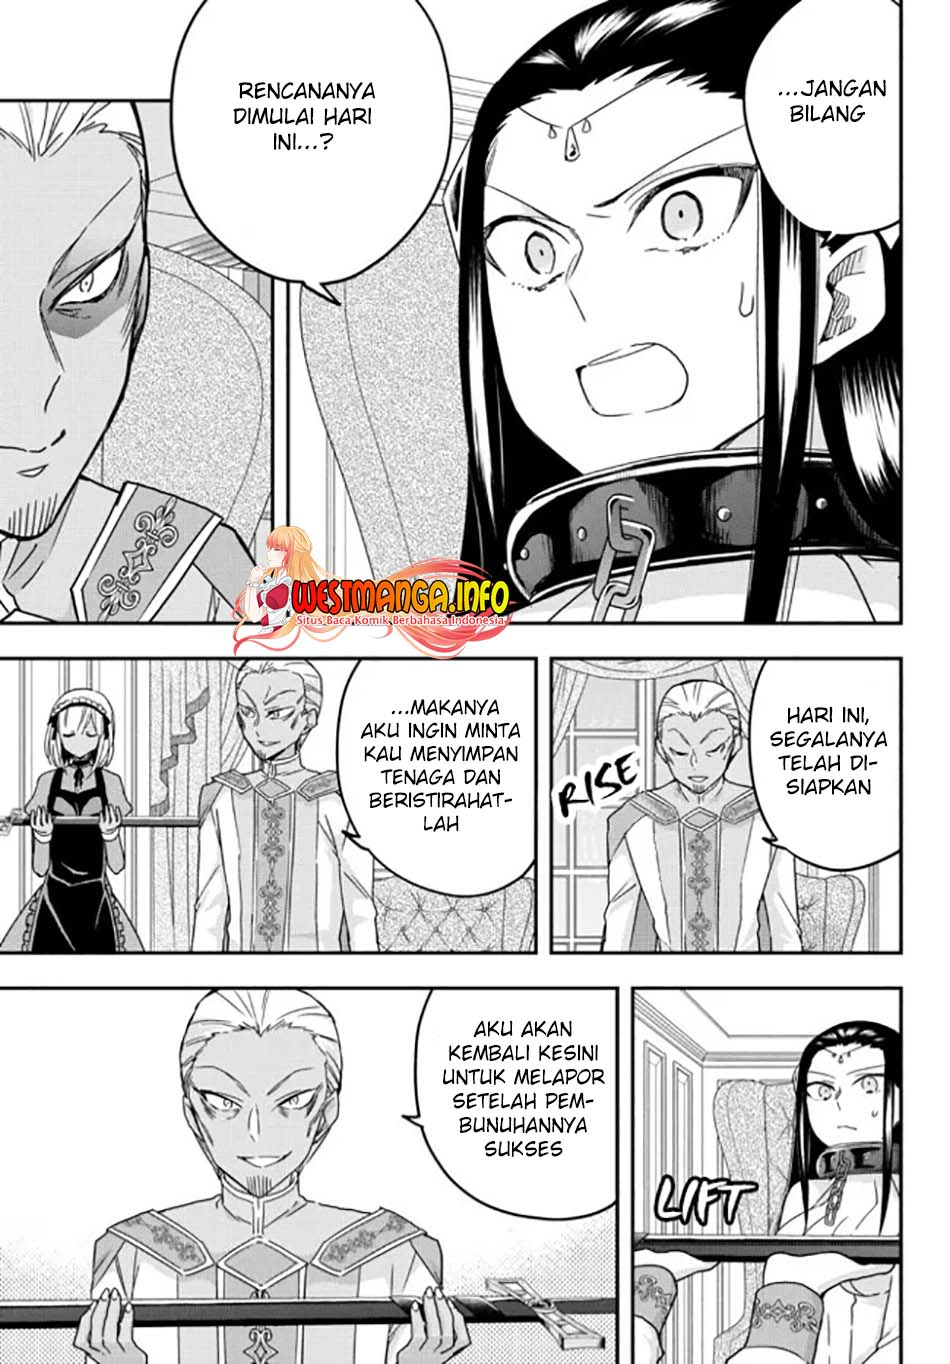 ...JANGAN
BILANG
RENCANANYA
DIMULAI HARI
INI...?
WESTMANGA.INFO
Situs Baca Komik Berbahasa Indonesia
HARI INI,
SEGALANYA
TELAH DI-
SIAPKAN
RISE
...MAKANYA
AKU INGIN MINTA
KAU MENYIMPAN
TENAGA DAN
BERISTIRAHAT-
LAH
LIFT
AKU AKAN
KEMBALI KESINI
UNTUK MELAPOR
SETELAH PEM-
BUNUHANNYA
SUKSES